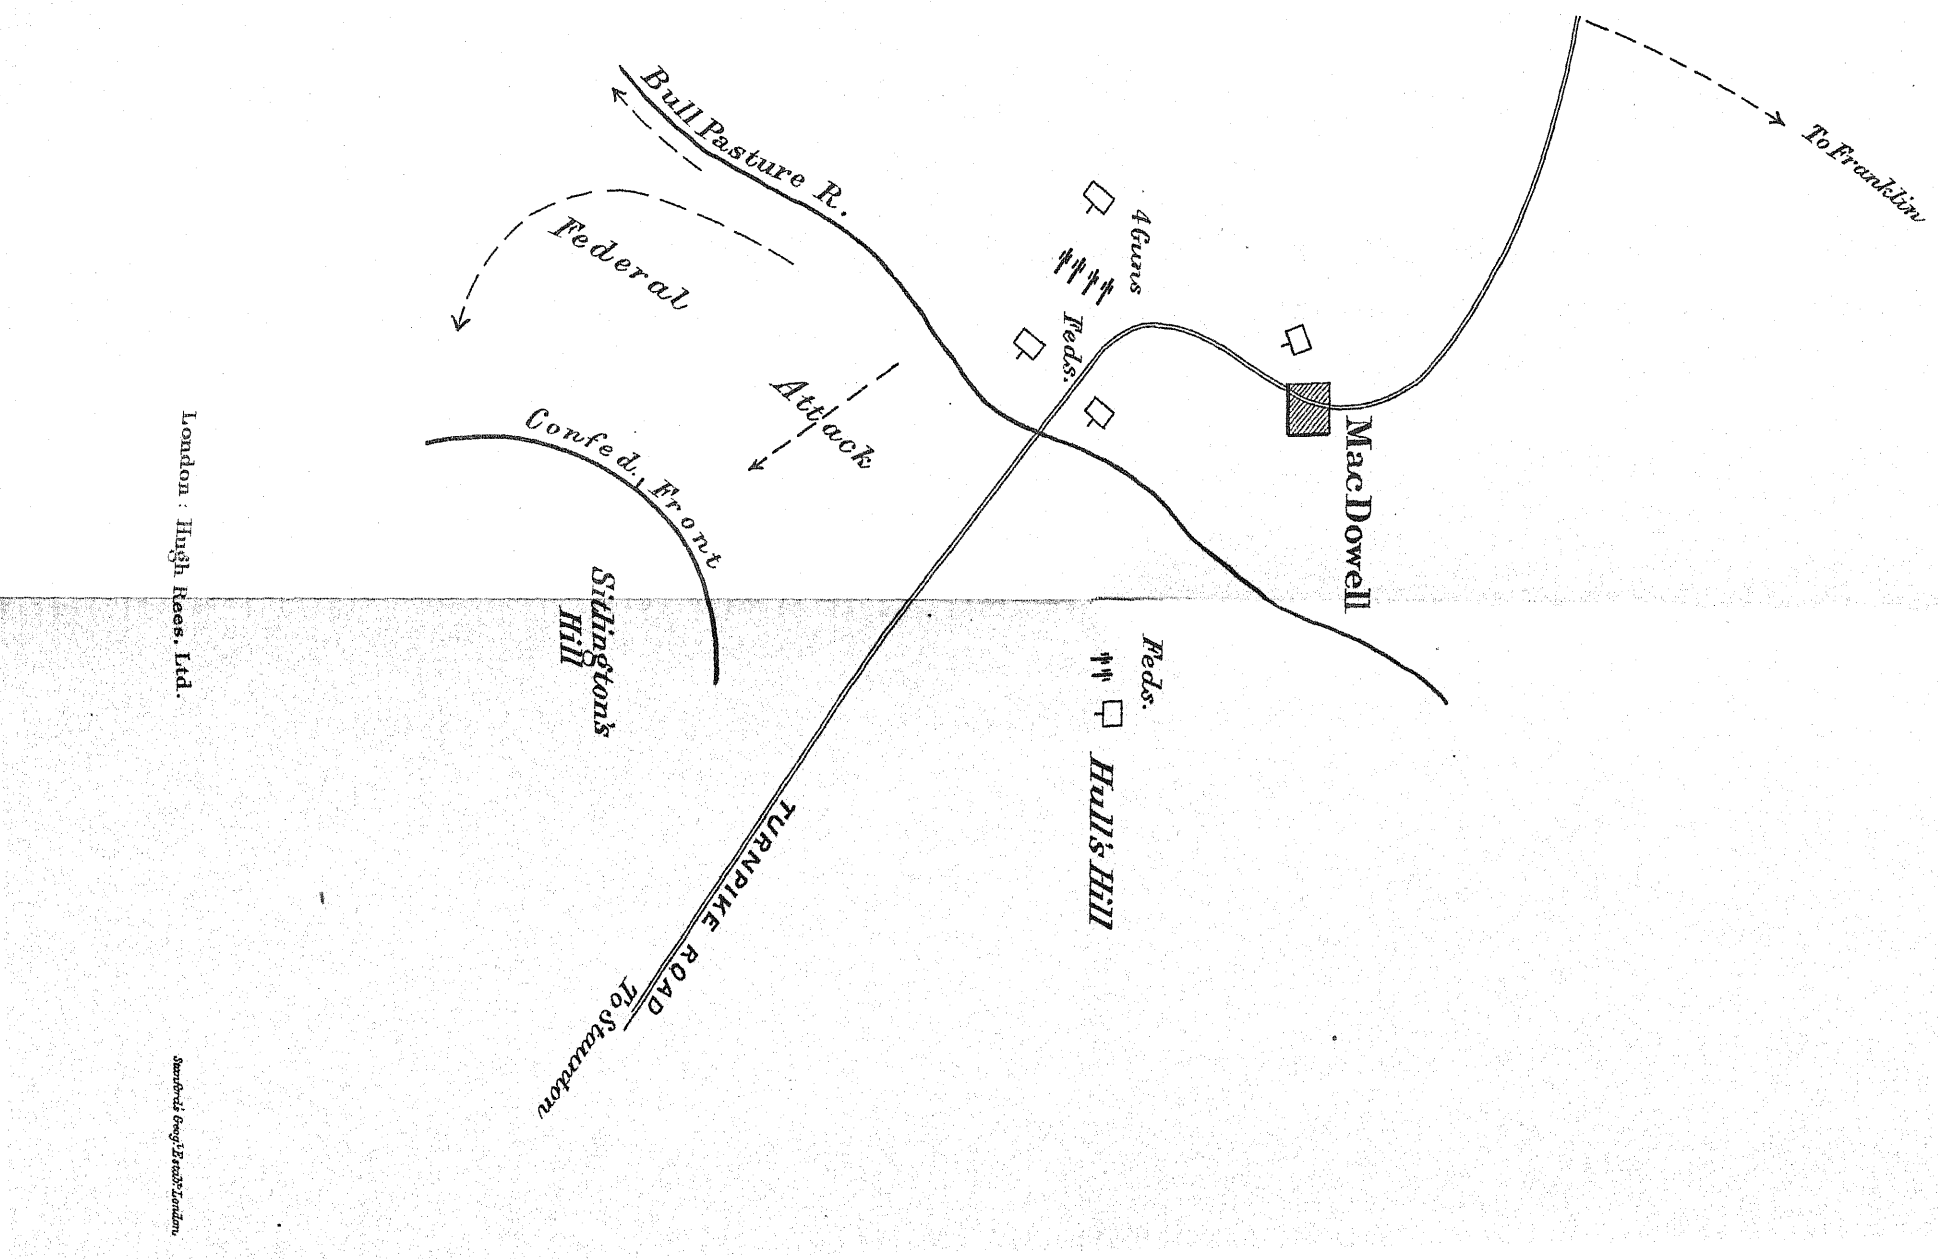 To Franklin
MacDowell
4 Guns
Feds.
Feds.
Hull's Hill
Bull Pasture R.
Federal
Attack
Confed. Front
Sitlington's
Hill
TURNPIKE ROAD
To Staunton
London : Hugh Rees, Ltd.
Stanford's Geog.l Estab.t London